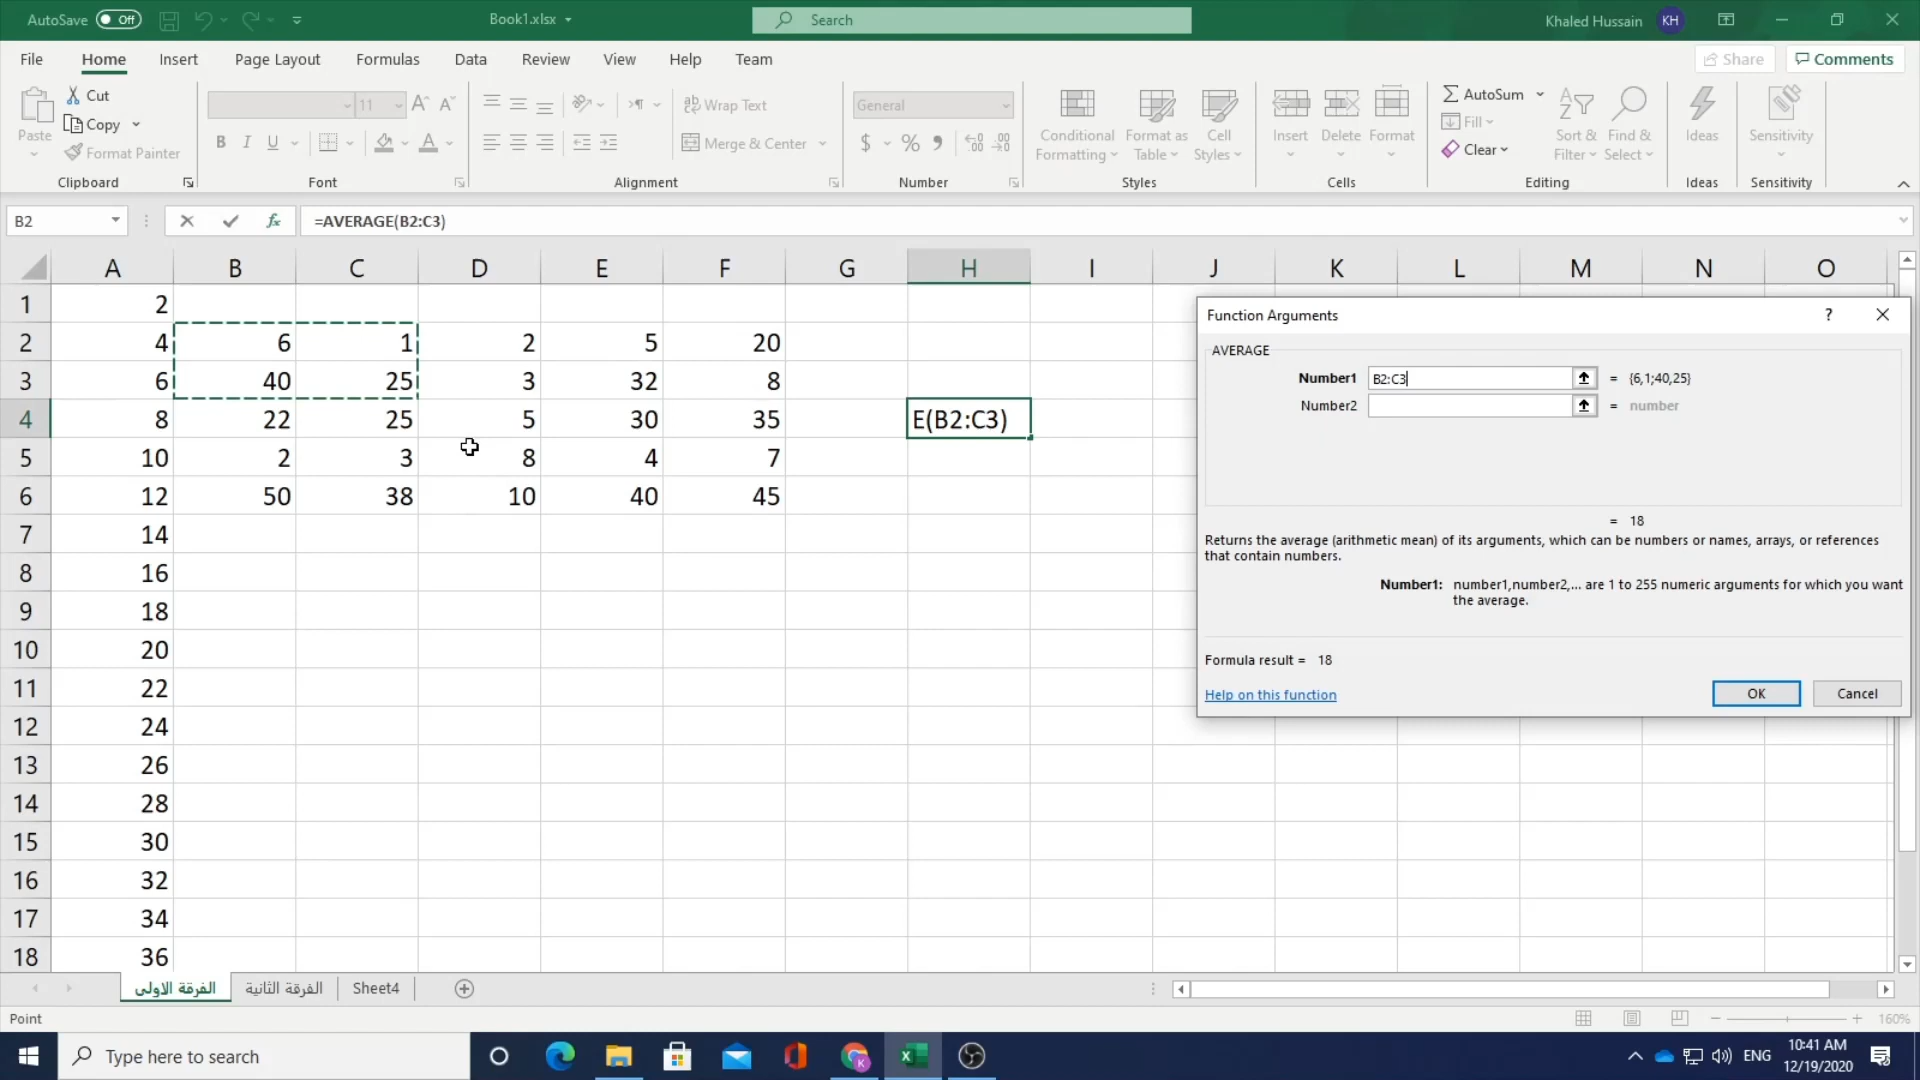 AutoSave Off Book1.xlsx Search Khaled Hussain KH
File Home Insert Page Layout Formulas Data Review View Help Team Share Comments
Paste Cut Copy Format Painter
11 B I U
Wrap Text Merge & Center
General $ % 9
Conditional Formatting Format as Table Cell Styles
Insert Delete Format
AutoSum Fill Clear Sort & Filter Find & Select
Ideas Sensitivity
Clipboard Font Alignment Number Styles Cells Editing Ideas Sensitivity
B2 fx =AVERAGE(B2:C3)
A B C D E F G H I J K L M N O
1 2
2 4 6 1 2 5 20
3 6 40 25 3 32 8
4 8 22 25 5 30 35 E(B2:C3)
5 10 2 3 8 4 7
6 12 50 38 10 40 45
7 14
8 16
9 18
10 20
11 22
12 24
13 26
14 28
15 30
16 32
17 34
18 36
Function Arguments ?
AVERAGE
Number1 B2:C3 = {6,1;40,25}
Number2 = number
= 18
Returns the average (arithmetic mean) of its arguments, which can be numbers or names, arrays, or references
that contain numbers.
Number1: number1,number2,... are 1 to 255 numeric arguments for which you want
the average.
Formula result = 18
Help on this function OK Cancel
الفرقة الاولى الفرقة الثانية Sheet4
Point 160%
Type here to search ENG 10:41 AM
12/19/2020